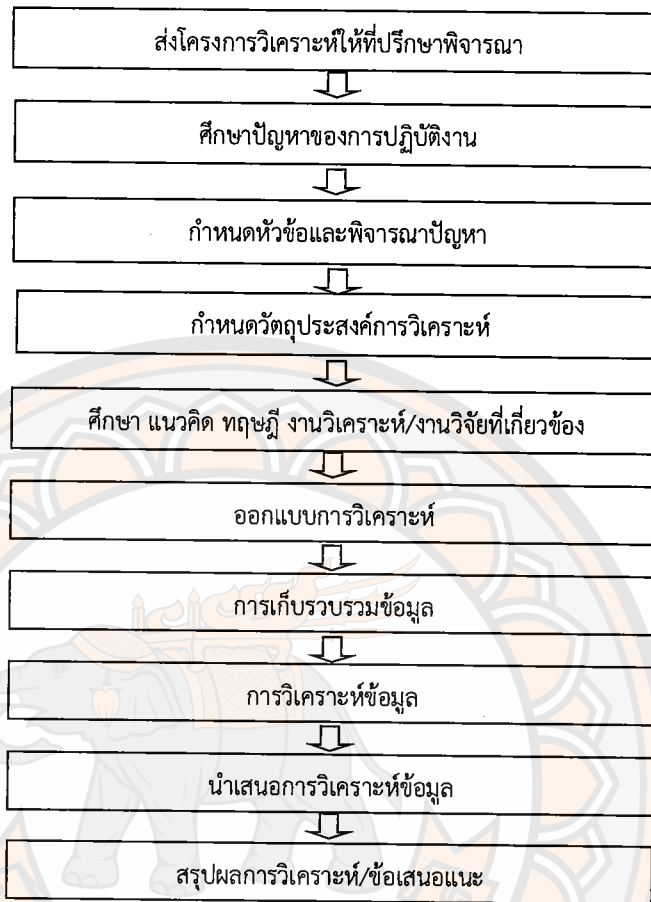 ส่งโครงการวิเคราะห์ให้ที่ปรึกษาพิจารณา
ศึกษาปัญหาของการปฏิบัติงาน
กำหนดหัวข้อและพิจารณาปัญหา
กำหนดวัตถุประสงค์การวิเคราะห์
ศึกษา แนวคิด ทฤษฎี งานวิเคราะห์/งานวิจัยที่เกี่ยวข้อง
ออกแบบการวิเคราะห์
การเก็บรวบรวมข้อมูล
การวิเคราะห์ข้อมูล
นำเสนอการวิเคราะห์ข้อมูล
สรุปผลการวิเคราะห์/ข้อเสนอแนะ